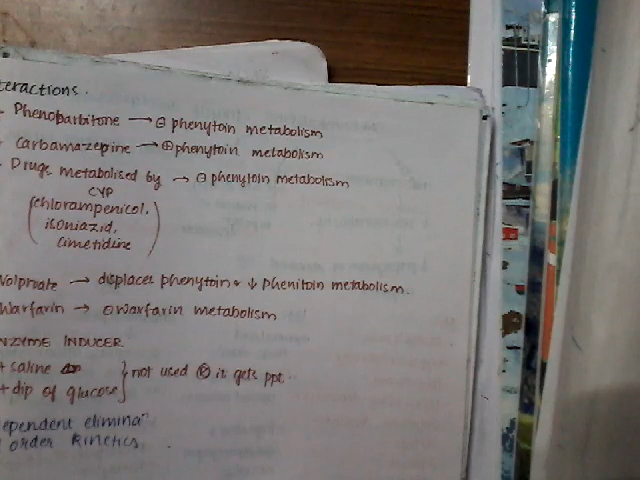 teractions.
- Phenobarbitone → ⊖ phenytoin metabolism
- Carbamazepine → ⊕ phenytoin metabolism
- Drugs metabolised by → ⊖ phenytoin metabolism
CYP
(chlorampenicol,
isoniazid,
cimetidine)
Valproate → displaces phenytoin & ↓ phenitoin metabolism.
Warfarin → ⊖ warfarin metabolism
NZYME INDUCER
+ saline
+ dip of glucose} not used it gets ppt.
ependent elimina
order kinetics